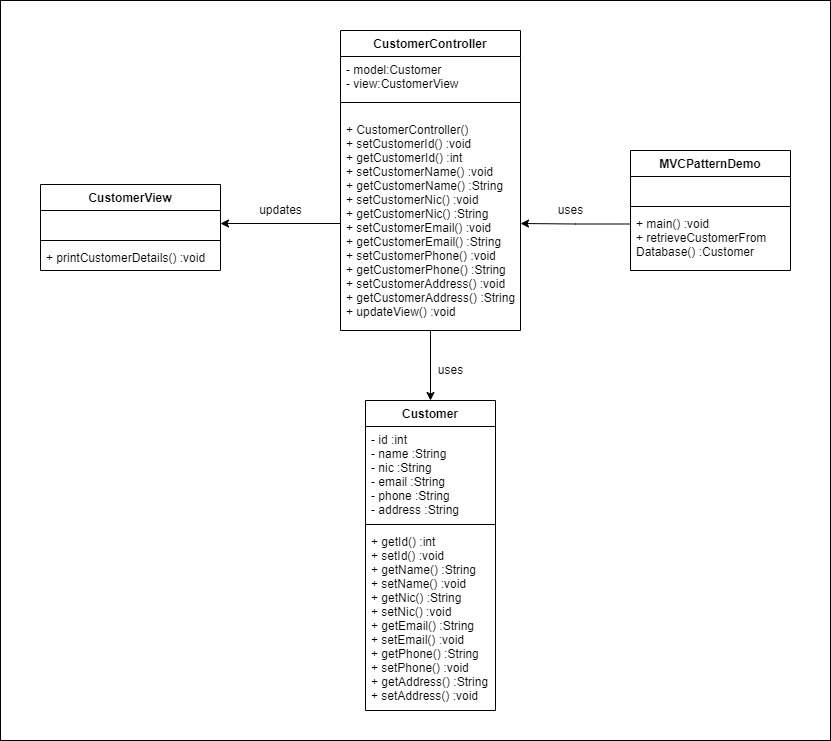 CustomerController
- model:Customer
- view:CustomerView
+ CustomerController()
+ setCustomerId() :void
+ getCustomerId() :int
+ setCustomerName() :void
+ getCustomerName() :String
+ setCustomerNic() :void
+ getCustomerNic() :String
+ setCustomerEmail() :void
+ getCustomerEmail() :String
+ setCustomerPhone() :void
+ getCustomerPhone() :String
+ setCustomerAddress() :void
+ getCustomerAddress() :String
+ updateView() :void
MVCPatternDemo
+ main() :void
+ retrieveCustomerFrom
Database() :Customer
CustomerView
+ printCustomerDetails() :void
updates
uses
uses
Customer
- id :int
- name :String
- nic :String
- email :String
- phone :String
- address :String
+ getId() :int
+ setId() :void
+ getName() :String
+ setName() :void
+ getNic() :String
+ setNic() :void
+ getEmail() :String
+ setEmail() :void
+ getPhone() :String
+ setPhone() :void
+ getAddress() :String
+ setAddress() :void